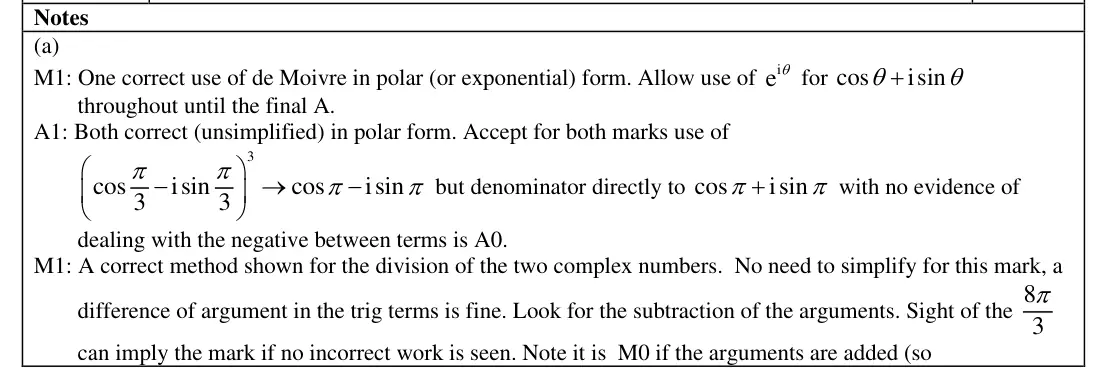 Notes
(a)
M1: One correct use of de Moivre in polar (or exponential) form. Allow use of e^{iθ} for cos θ + i sin θ
throughout until the final A.
A1: Both correct (unsimplified) in polar form. Accept for both marks use of
(cos π/3 − i sin π/3)^3 → cos π − i sin π but denominator directly to cos π + i sin π with no evidence of
dealing with the negative between terms is A0.
M1: A correct method shown for the division of the two complex numbers. No need to simplify for this mark, a
difference of argument in the trig terms is fine. Look for the subtraction of the arguments. Sight of the 8π/3
can imply the mark if no incorrect work is seen. Note it is M0 if the arguments are added (so